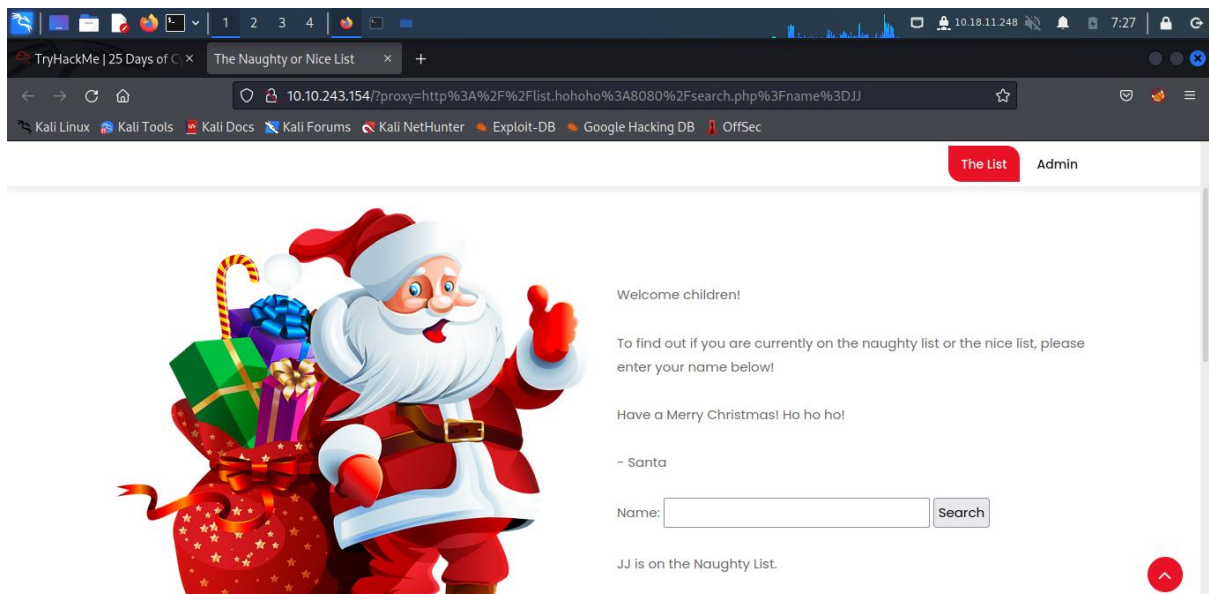 1 2 3 4 10.18.11.248 7:27
TryHackMe | 25 Days of Cy The Naughty or Nice List
10.10.243.154/?proxy=http%3A%2F%2Flist.hohoho%3A8080%2Fsearch.php%3Fname%3DJJ
Kali Linux Kali Tools Kali Docs Kali Forums Kali NetHunter Exploit-DB Google Hacking DB OffSec
The List Admin
Welcome children!
To find out if you are currently on the naughty list or the nice list, please
enter your name below!
Have a Merry Christmas! Ho ho ho!
- Santa
Name: Search
JJ is on the Naughty List.